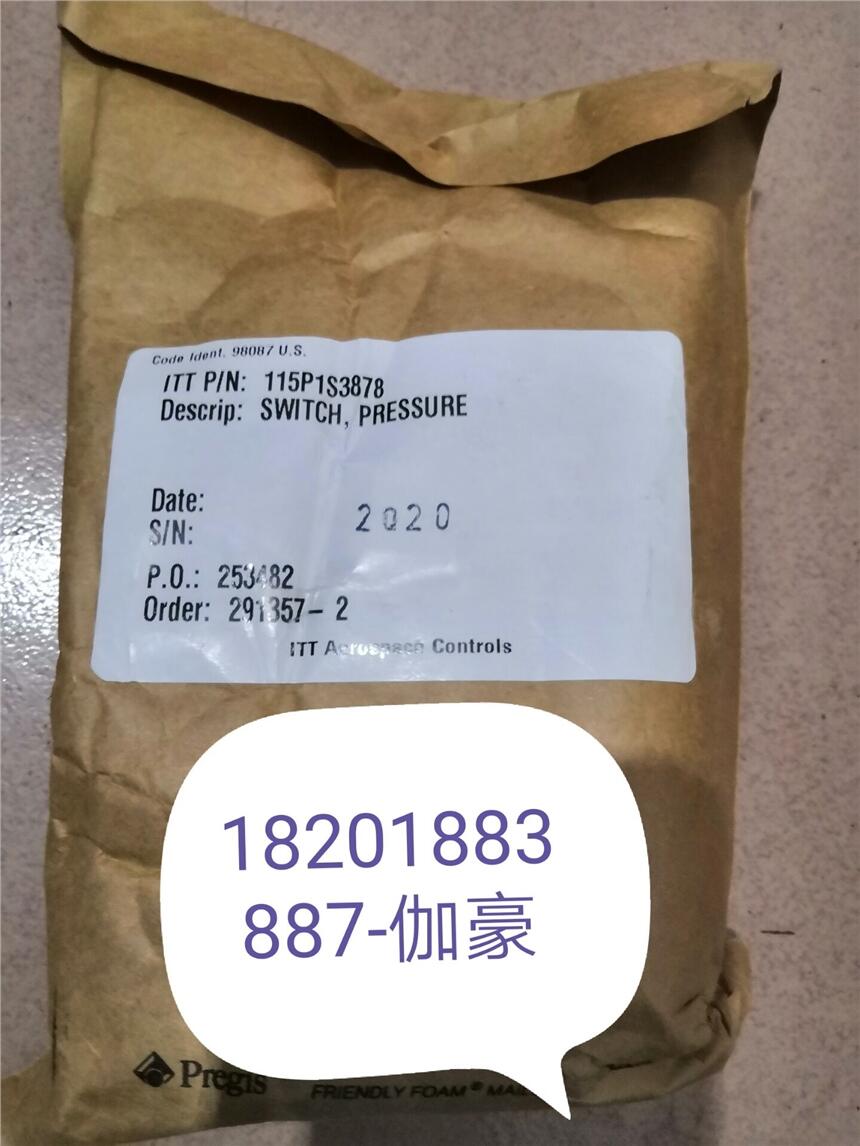 Code Ident. 98087 U.S.
ITT P/N: 115P1S3878
Descrip: SWITCH, PRESSURE
Date:
2020
S/N:
P.O.: 253482
Order: 291357- 2
ITT Aerospace Controls
18201883
887-伽豪
Pregis
FRIENDLY FOAM®